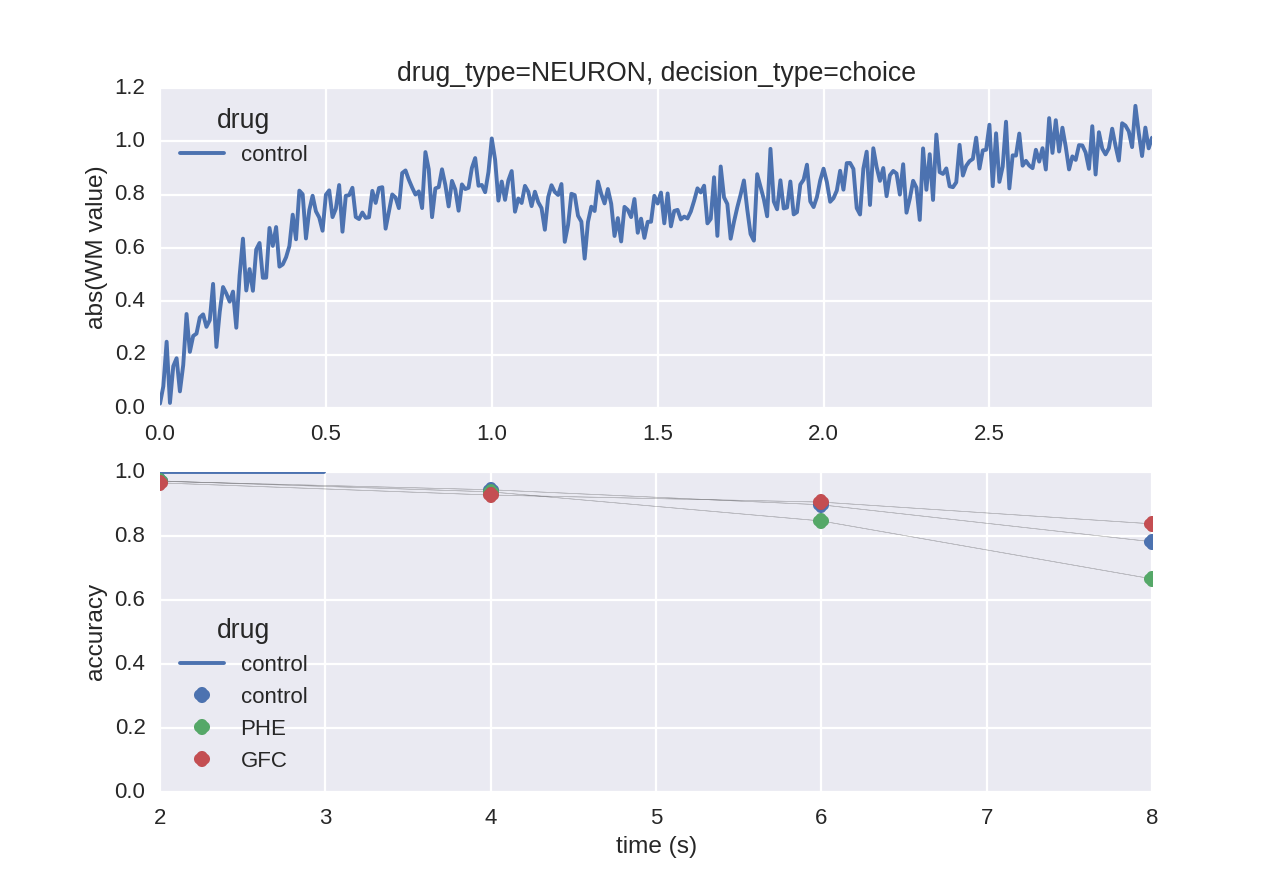 drug_type=NEURON, decision_type=choice
1.2
1.0
0.8
0.6
0.4
0.2
0.0
abs(WM value)
drug
control
0.0 0.5 1.0 1.5 2.0 2.5
1.0
0.8
0.6
0.4
0.2
0.0
accuracy
drug
control
control
PHE
GFC
2 3 4 5 6 7 8
time (s)